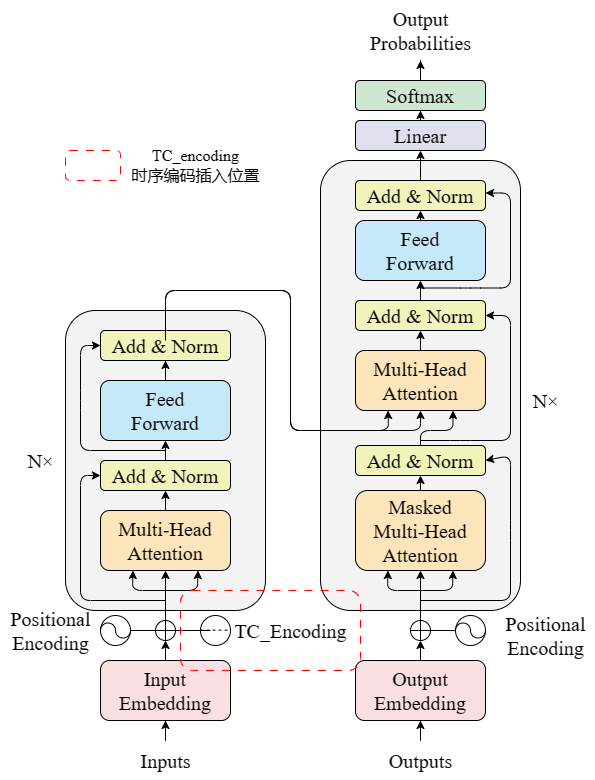 Output
Probabilities
Softmax
Linear
TC_encoding
时序编码插入位置
Add & Norm
Feed
Forward
Add & Norm
Multi-Head
Attention
N×
Add & Norm
Masked
Multi-Head
Attention
Add & Norm
Feed
Forward
N×
Add & Norm
Multi-Head
Attention
Positional
Encoding
TC_Encoding
Positional
Encoding
Input
Embedding
Output
Embedding
Inputs
Outputs